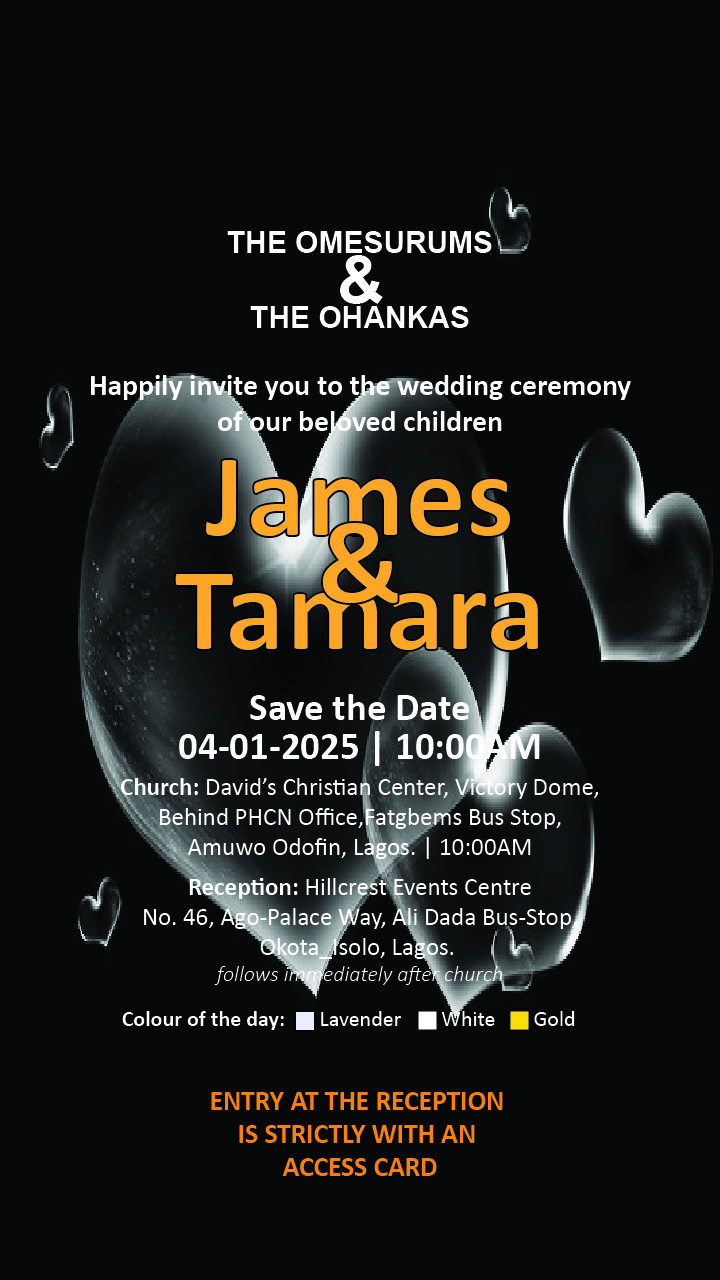 THE OMESURUMS
&
THE OHANKAS
Happily invite you to the wedding ceremony
of our beloved children
James
&
Tamara
Save the Date
04-01-2025 | 10:00AM
Church: David’s Christian Center, Victory Dome,
Behind PHCN Office,Fatgbems Bus Stop,
Amuwo Odofin, Lagos. | 10:00AM
Reception: Hillcrest Events Centre
No. 46, Ago-Palace Way, Ali Dada Bus-Stop,
Okota_Isolo, Lagos.
follows immediately after church
Colour of the day: Lavender White Gold
ENTRY AT THE RECEPTION
IS STRICTLY WITH AN
ACCESS CARD